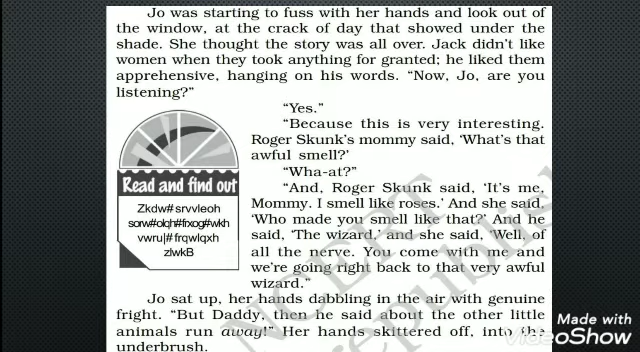 Jo was starting to fuss with her hands and look out of
the window, at the crack of day that showed under the
shade. She thought the story was all over. Jack didn't like
women when they took anything for granted; he liked them
apprehensive, hanging on his words. “Now, Jo, are you
listening?”
“Yes.”
“Because this is very interesting.
Roger Skunk's mommy said, ‘What's that
awful smell?’
“Wha-at?”
“And, Roger Skunk said, ‘It's me,
Mommy. I smell like roses.’ And she said,
‘Who made you smell like that?’ And he
said, ‘The wizard,’ and she said, ‘Well, of
all the nerve. You come with me and
we're going right back to that very awful
wizard.”
Read and find out
Zkdw# srvvleoh
sorw#olqh#frxog#wkh
vwru|# frqwlqxh
zlwkB
Jo sat up, her hands dabbling in the air with genuine
fright. “But Daddy, then he said about the other little
animals run away!” Her hands skittered off, into the
underbrush.
NCERT
republish
Made with
VideoShow